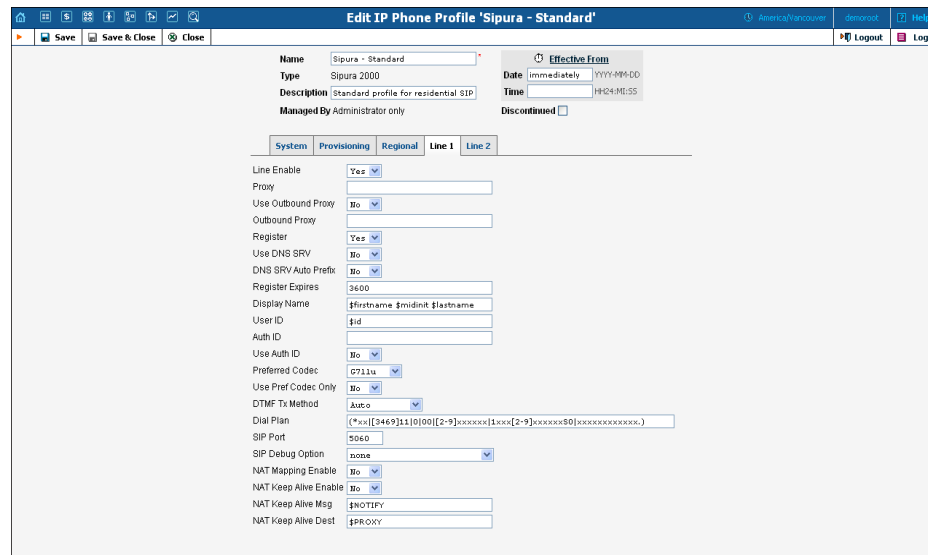 Edit IP Phone Profile 'Sipura - Standard'
America/Vancouver
demoroot
? Help
Save
Save & Close
Close
Logout
Log
Name Sipura - Standard *
Effective From
Type Sipura 2000
Date immediately YYYY-MM-DD
Description Standard profile for residential SIP
Time HH24:MI:SS
Managed By Administrator only
Discontinued
System Provisioning Regional Line 1 Line 2
Line Enable Yes
Proxy
Use Outbound Proxy No
Outbound Proxy
Register Yes
Use DNS SRV No
DNS SRV Auto Prefix No
Register Expires 3600
Display Name $firstname $midinit $lastname
User ID $id
Auth ID
Use Auth ID No
Preferred Codec G711u
Use Pref Codec Only No
DTMF Tx Method Auto
Dial Plan (*xx|[3469]11|0|00|[2-9]xxxxxx|1xxx[2-9]xxxxxxS0|xxxxxxxxxxxx.)
SIP Port 5060
SIP Debug Option none
NAT Mapping Enable No
NAT Keep Alive Enable No
NAT Keep Alive Msg $NOTIFY
NAT Keep Alive Dest $PROXY